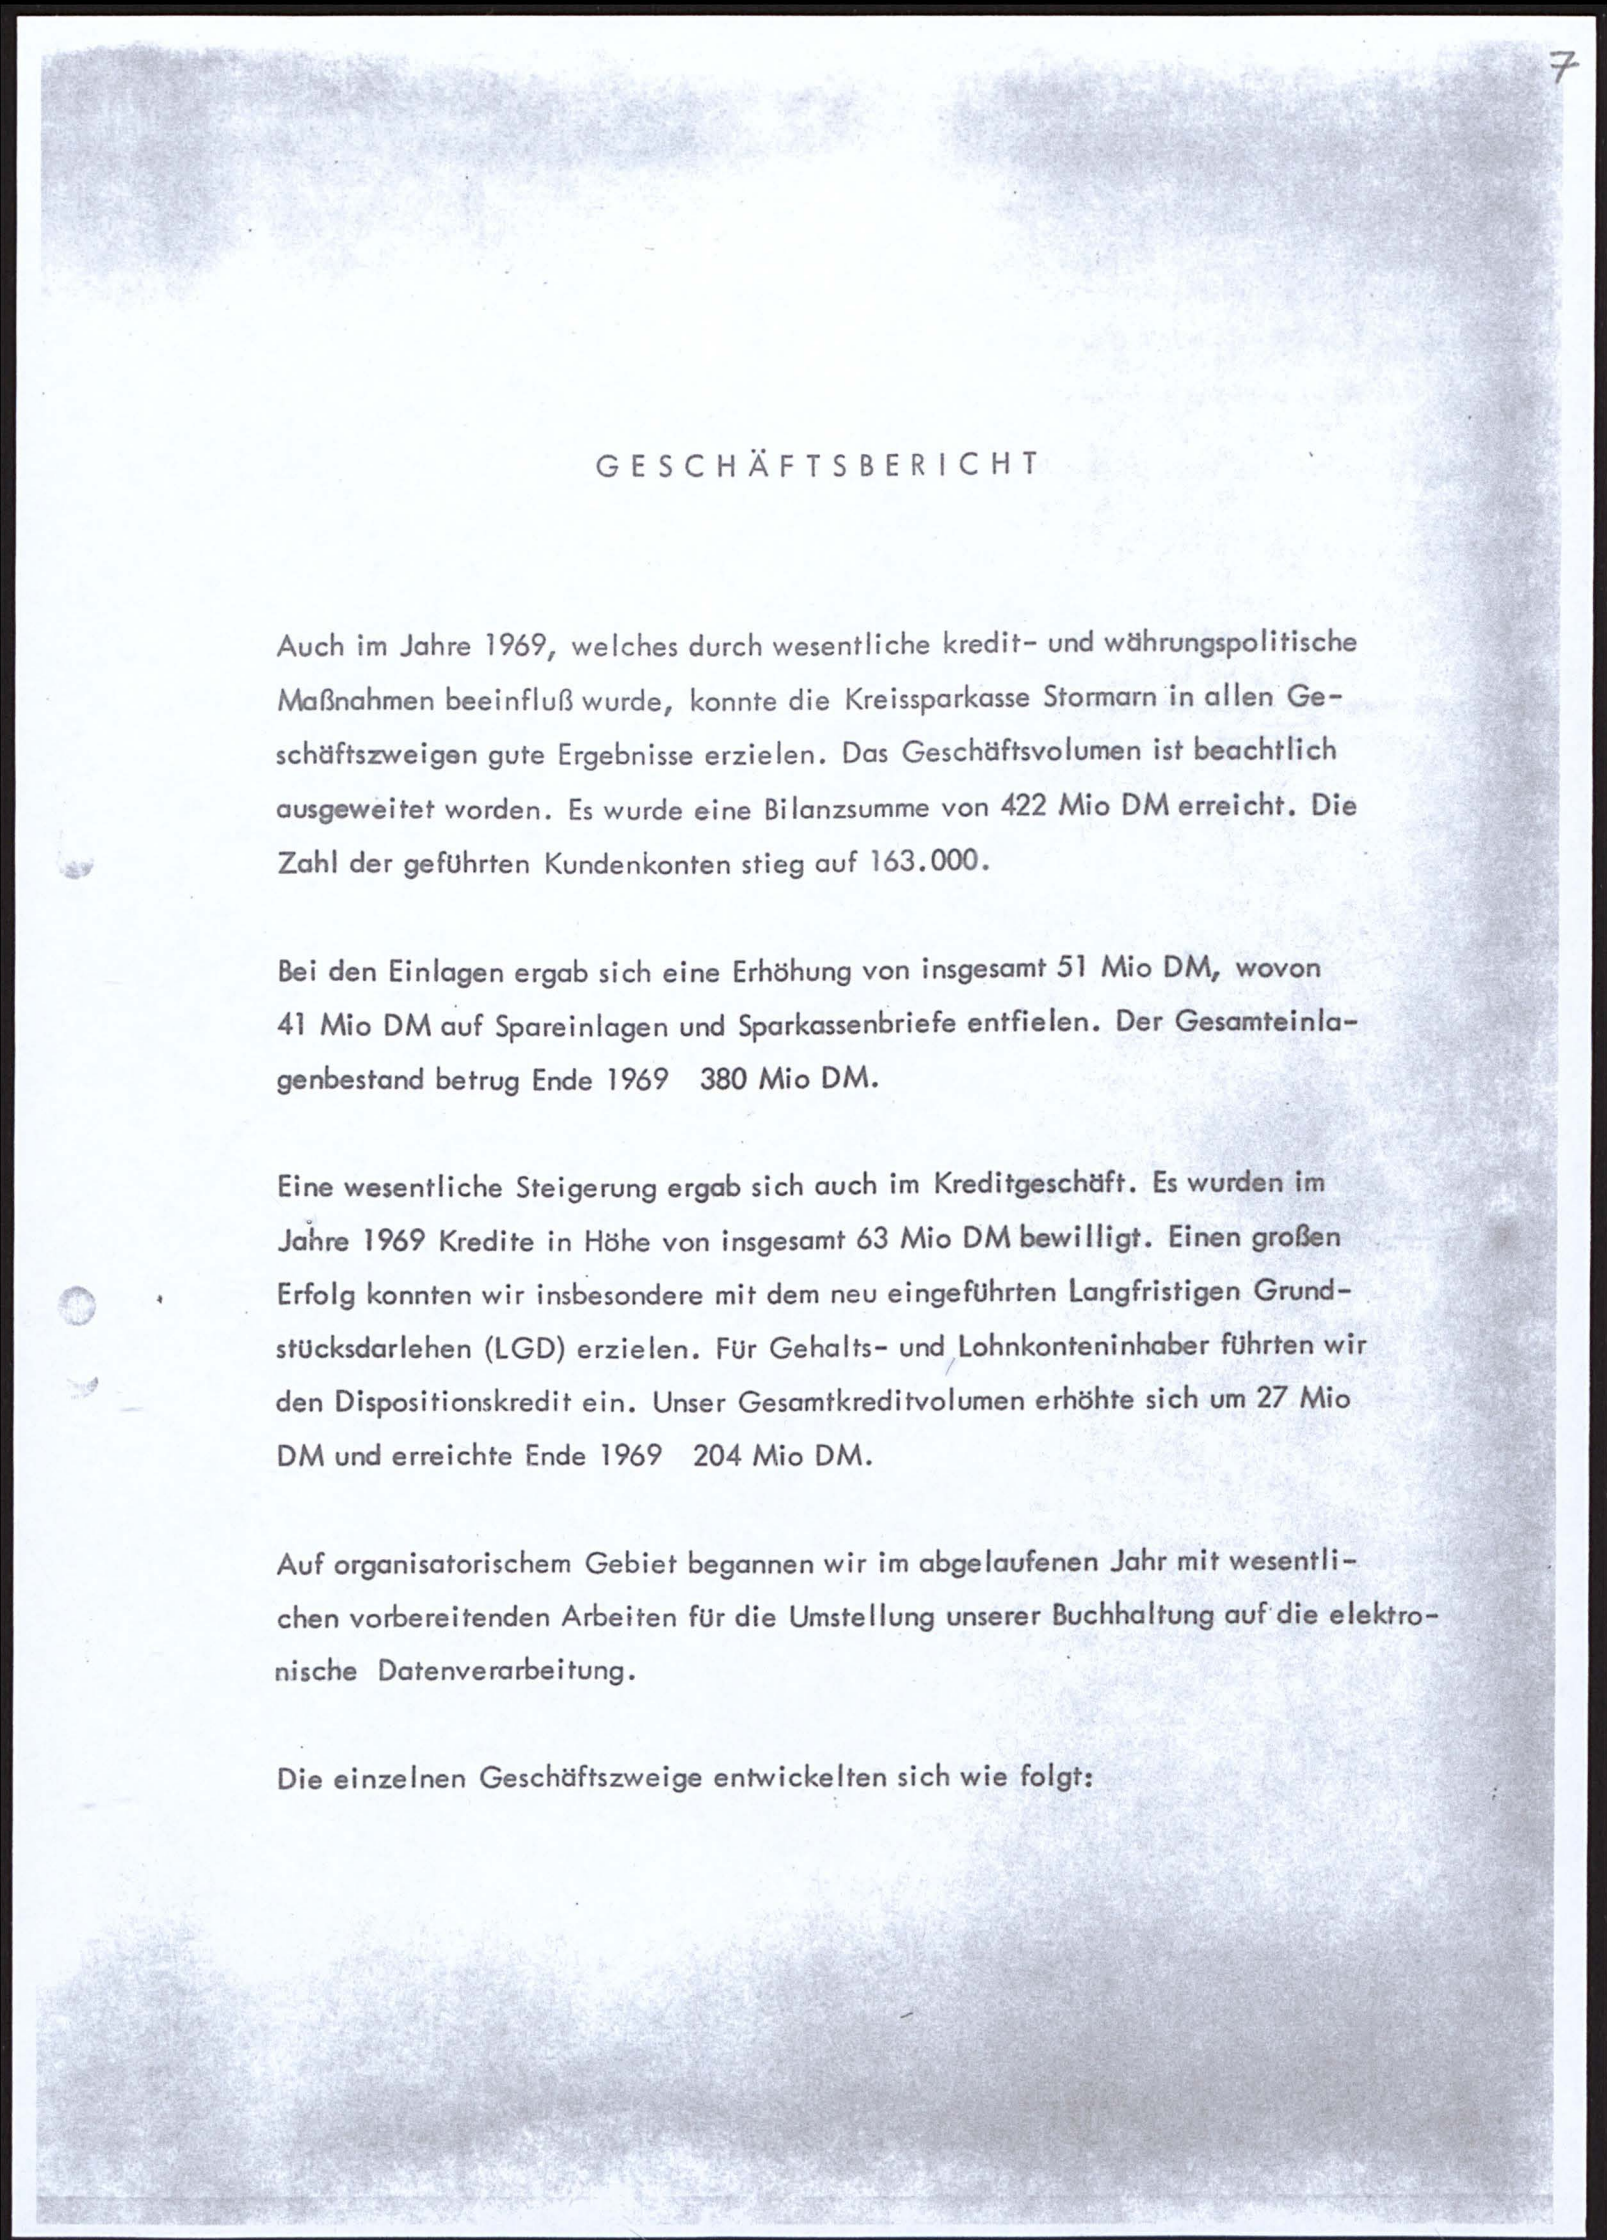 7
GESCHÄFTSBERICHT
Auch im Jahre 1969, welches durch wesentliche kredit- und währungspolitische
Maßnahmen beeinfluß wurde, konnte die Kreissparkasse Stormarn in allen Ge-
schäftszweigen gute Ergebnisse erzielen. Das Geschäftsvolumen ist beachtlich
ausgeweitet worden. Es wurde eine Bilanzsumme von 422 Mio DM erreicht. Die
Zahl der geführten Kundenkonten stieg auf 163.000.
Bei den Einlagen ergab sich eine Erhöhung von insgesamt 51 Mio DM, wovon
41 Mio DM auf Spareinlagen und Sparkassenbriefe entfielen. Der Gesamteinla-
genbestand betrug Ende 1969 380 Mio DM.
Eine wesentliche Steigerung ergab sich auch im Kreditgeschäft. Es wurden im
Jahre 1969 Kredite in Höhe von insgesamt 63 Mio DM bewilligt. Einen großen
Erfolg konnten wir insbesondere mit dem neu eingeführten Langfristigen Grund-
stücksdarlehen (LGD) erzielen. Für Gehalts- und Lohnkonteninhaber führten wir
den Dispositionskredit ein. Unser Gesamtkreditvolumen erhöhte sich um 27 Mio
DM und erreichte Ende 1969 204 Mio DM.
Auf organisatorischem Gebiet begannen wir im abgelaufenen Jahr mit wesentli-
chen vorbereitenden Arbeiten für die Umstellung unserer Buchhaltung auf die elektro-
nische Datenverarbeitung.
Die einzelnen Geschäftszweige entwickelten sich wie folgt: